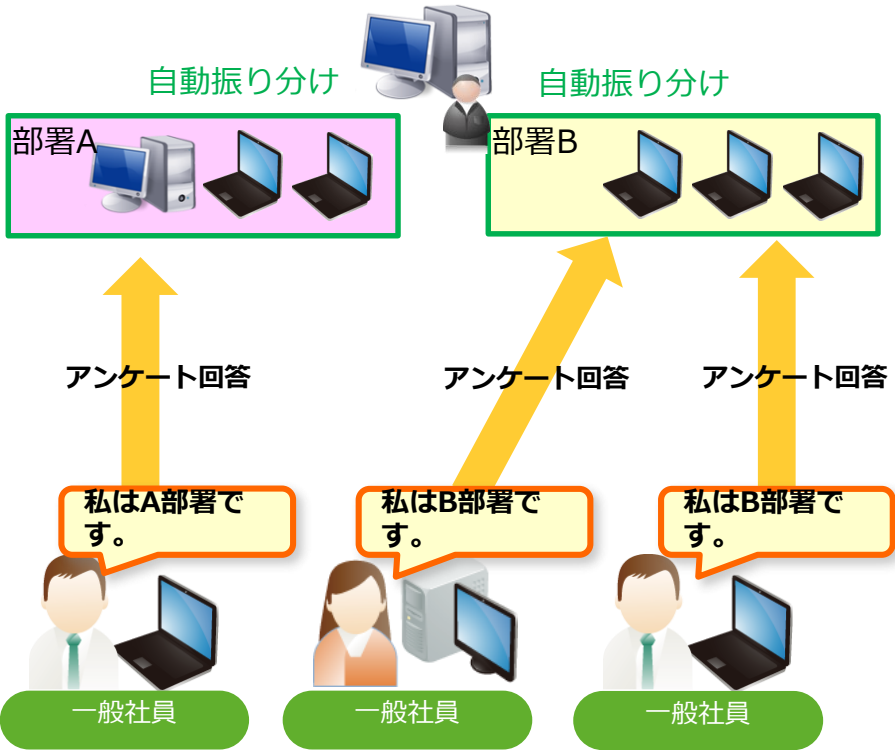 自動振り分け
自動振り分け
部署A
部署B
アンケート回答
アンケート回答
アンケート回答
私はA部署で
す。
私はB部署で
す。
私はB部署で
す。
一般社員
一般社員
一般社員